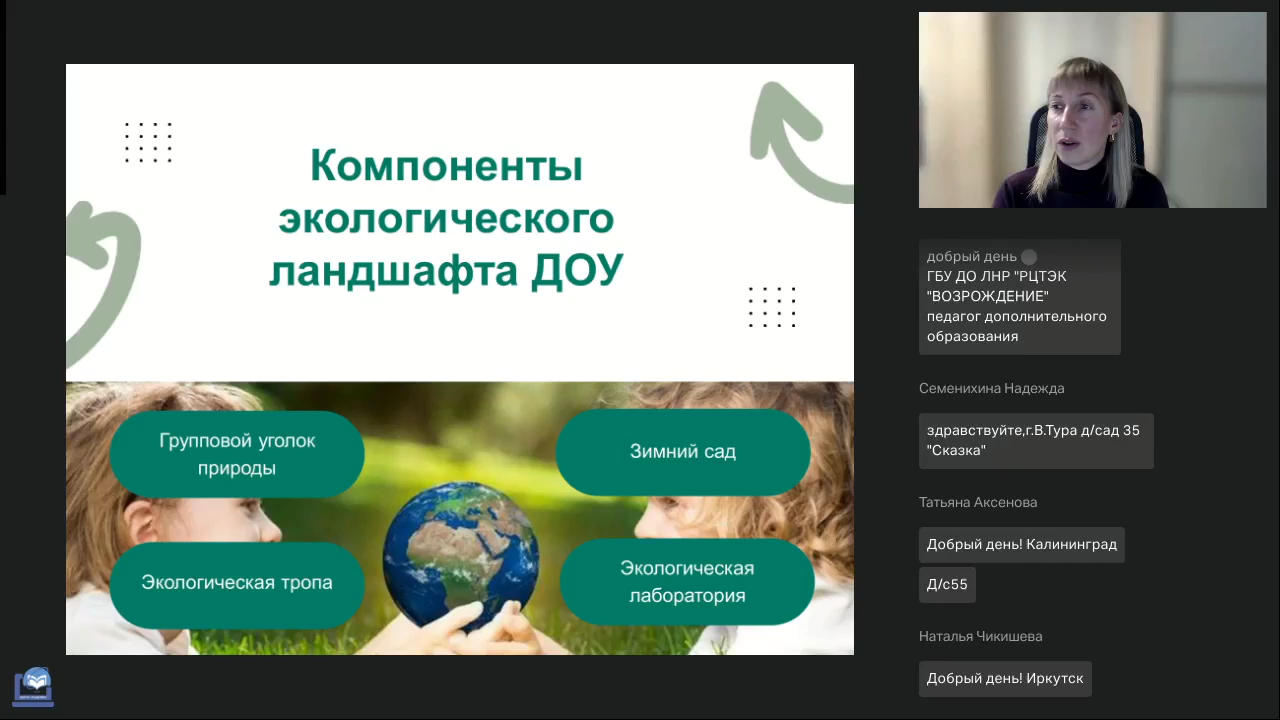 Компоненты
экологического
ландшафта ДОУ
Групповой уголок
природы
Зимний сад
Экологическая тропа
Экологическая
лаборатория
добрый день
ГБУ ДО ЛНР "РЦТЭК
"ВОЗРОЖДЕНИЕ"
педагог дополнительного
образования
Семенихина Надежда
здравствуйте,г.В.Тура д/сад 35
"Сказка"
Татьяна Аксенова
Добрый день! Калининград
Д/с55
Наталья Чикишева
Добрый день! Иркутск